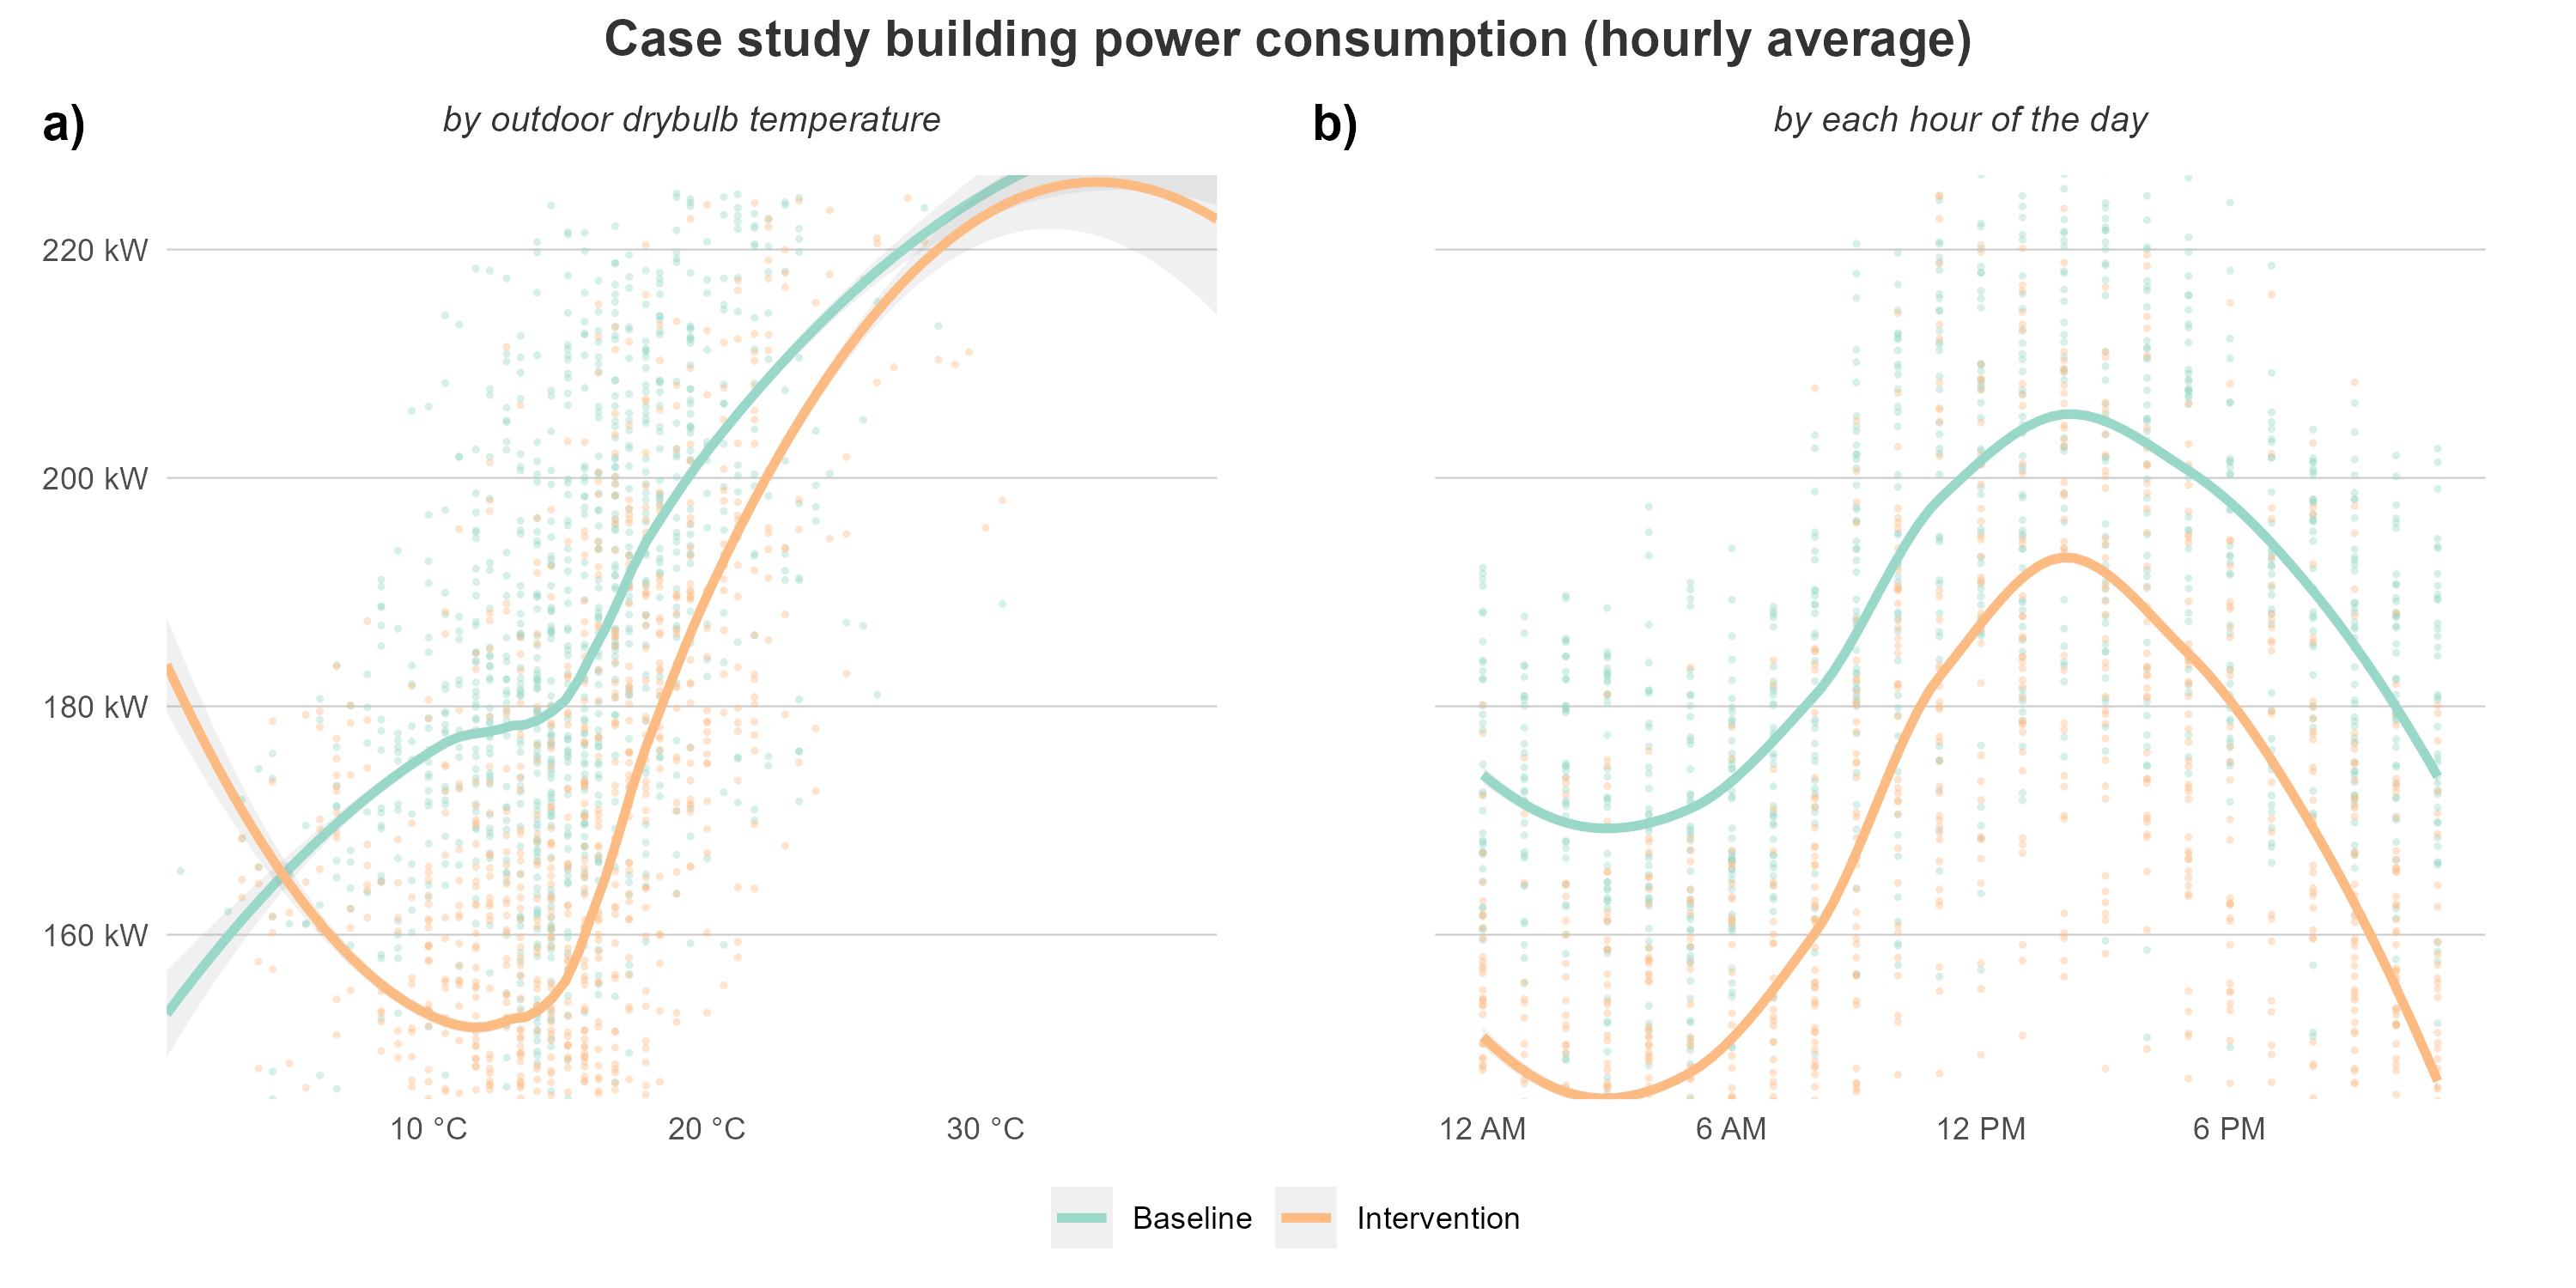 Case study building power consumption (hourly average)
a)
by outdoor drybulb temperature
220 kW
200 kW
180 kW
160 kW
10 °C
20 °C
30 °C
b)
by each hour of the day
12 AM
6 AM
12 PM
6 PM
Baseline
Intervention